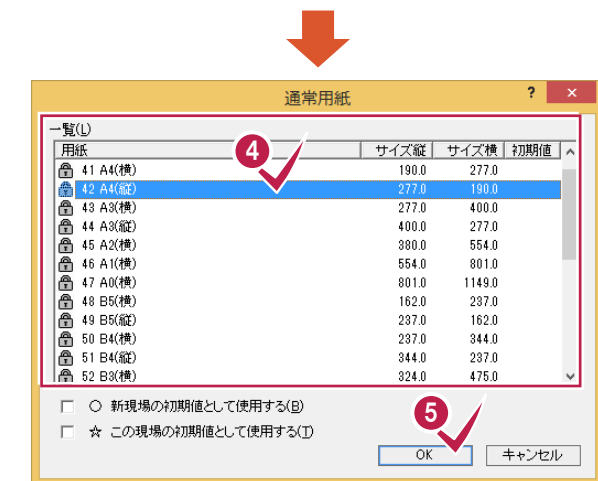 通常用紙 ? ×
一覧(L)
用紙 サイズ縦 サイズ横 初期値
4
41 A4(横) 190.0 277.0
42 A4(縦) 277.0 190.0
43 A3(横) 277.0 400.0
44 A3(縦) 400.0 277.0
45 A2(横) 380.0 554.0
46 A1(横) 554.0 801.0
47 A0(横) 801.0 1149.0
48 B5(横) 162.0 237.0
49 B5(縦) 237.0 162.0
50 B4(横) 237.0 344.0
51 B4(縦) 344.0 237.0
52 B3(横) 324.0 475.0
○ 新現場の初期値として使用する(B)
☆ この現場の初期値として使用する(T)
5
OK キャンセル